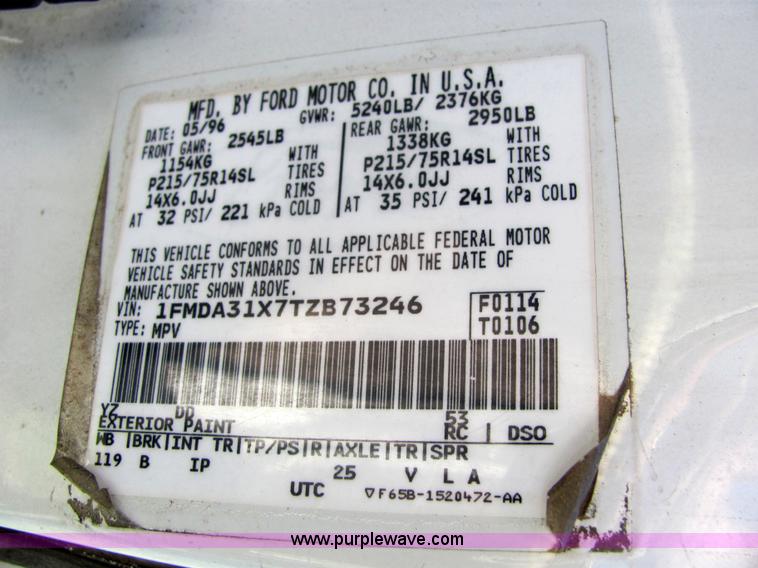 MFD. BY FORD MOTOR CO. IN U.S.A.
DATE: 05/96 GVWR: 5240LB/ 2376KG
FRONT GAWR: 2545LB REAR GAWR: 2950LB
1154KG WITH 1338KG WITH
P215/75R14SL TIRES P215/75R14SL TIRES
14X6.0JJ RIMS 14X6.0JJ RIMS
AT 32 PSI/ 221 kPa COLD AT 35 PSI/ 241 kPa COLD
THIS VEHICLE CONFORMS TO ALL APPLICABLE FEDERAL MOTOR
VEHICLE SAFETY STANDARDS IN EFFECT ON THE DATE OF
MANUFACTURE SHOWN ABOVE.
VIN: 1FMDA31X7TZB73246 F0114
TYPE: MPV T0106
YZ DD 53
EXTERIOR PAINT RC | DSO
WB |BRK|INT TR|TP/PS|R|AXLE|TR|SPR
119 B IP 25 V L A
UTC ▽F65B-1520472-AA
www.purplewave.com